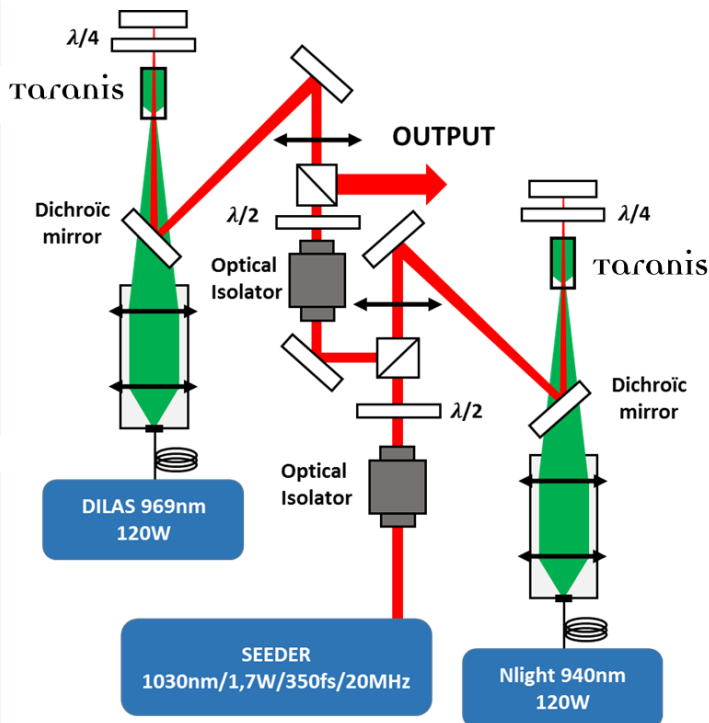 λ/4
Taranis
OUTPUT
Dichroïc
mirror
λ/2
λ/4
Optical
Isolator
Taranis
Dichroïc
mirror
λ/2
Optical
Isolator
DILAS 969nm
120W
SEEDER
1030nm/1,7W/350fs/20MHz
Nlight 940nm
120W